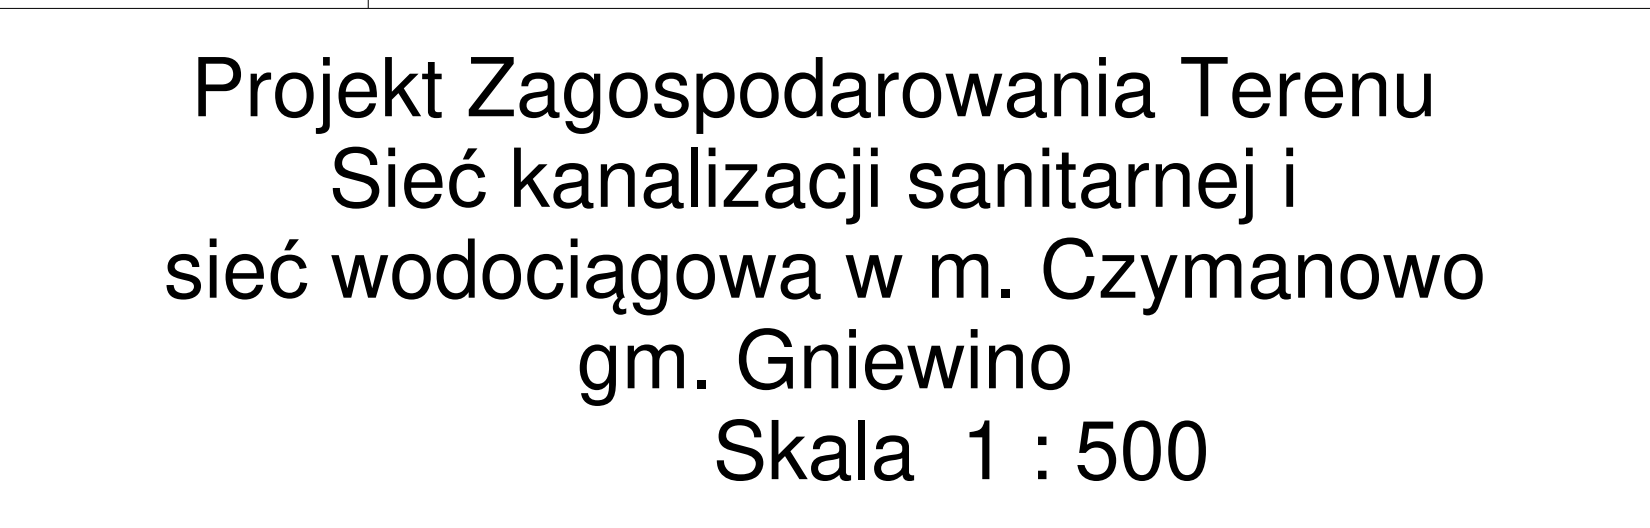 Projekt Zagospodarowania Terenu
Sieć kanalizacji sanitarnej i
sieć wodociągowa w m. Czymanowo
gm. Gniewino
Skala 1 : 500